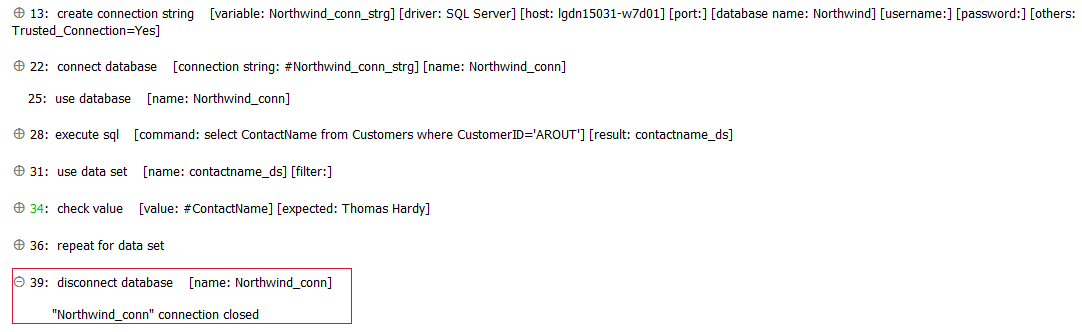 13: create connection string [variable: Northwind_conn_strg] [driver: SQL Server] [host: lgdn15031-w7d01] [port:] [database name: Northwind] [username:] [password:] [others:
Trusted_Connection=Yes]
22: connect database [connection string: #Northwind_conn_strg] [name: Northwind_conn]
25: use database [name: Northwind_conn]
28: execute sql [command: select ContactName from Customers where CustomerID='AROUT'] [result: contactname_ds]
31: use data set [name: contactname_ds] [filter:]
34: check value [value: #ContactName] [expected: Thomas Hardy]
36: repeat for data set
39: disconnect database [name: Northwind_conn]
"Northwind_conn" connection closed